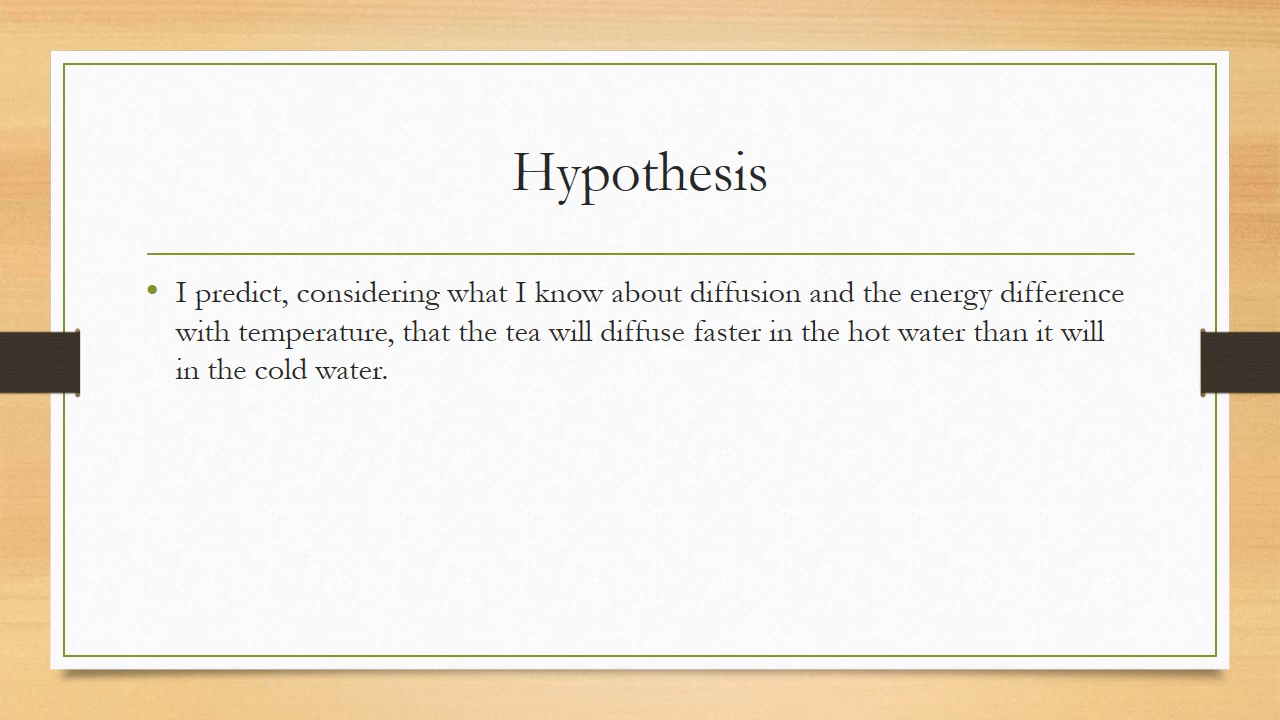 Hypothesis
• I predict, considering what I know about diffusion and the energy difference
with temperature, that the tea will diffuse faster in the hot water than it will
in the cold water.